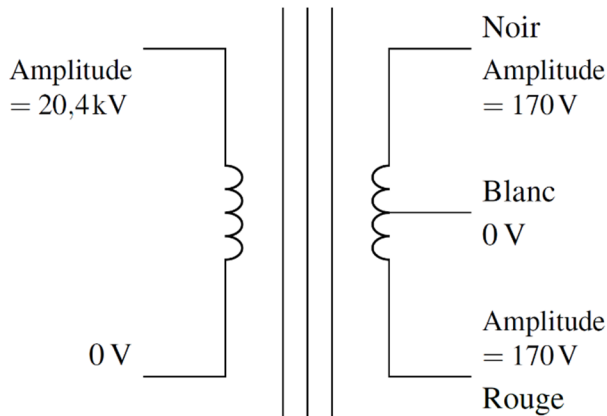 Amplitude
= 20,4 kV
0 V
Noir
Amplitude
= 170 V
Blanc
0 V
Amplitude
= 170 V
Rouge